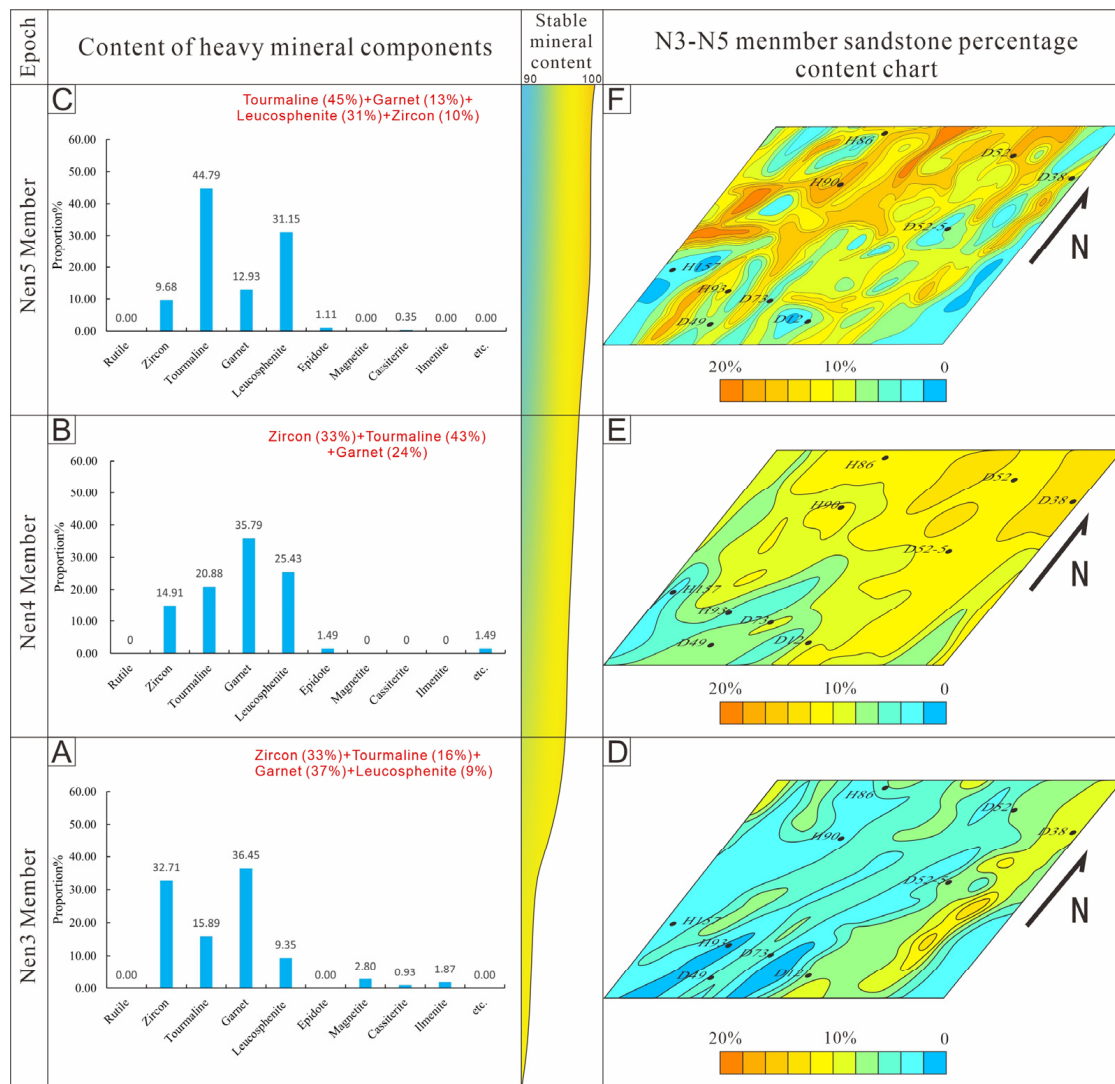 Epoch
Content of heavy mineral components
Stable
mineral
content
90 100
N3-N5 menmber sandstone percentage
content chart
Nen5 Member
C
Tourmaline (45%)+Garnet (13%)+
Leucosphenite (31%)+Zircon (10%)
Proportion%
60.00
50.00
40.00
30.00
20.00
10.00
0.00
0.00
9.68
44.79
12.93
31.15
1.11
0.00
0.35
0.00
0.00
Rutile
Zircon
Tourmaline
Garnet
Leucosphenite
Epidote
Magnetite
Cassiterite
ilmenite
etc.
F
H86
D52
D38
H90
D52-5
H157
H93
D73
D49
D12
N
20% 10% 0
Nen4 Member
B
Zircon (33%)+Tourmaline (43%)
+Garnet (24%)
Proportion%
60.00
50.00
40.00
30.00
20.00
10.00
0.00
0
14.91
20.88
35.79
25.43
1.49
0
0
0
1.49
Rutile
Zircon
Tourmaline
Garnet
Leucosphenite
Epidote
Magnetite
Cassiterite
Ilmenite
etc.
E
H86
D52
D38
H90
D52-5
H157
H93
D73
D49
D12
N
20% 10% 0
Nen3 Member
A
Zircon (33%)+Tourmaline (16%)+
Garnet (37%)+Leucosphenite (9%)
Proportion%
60.00
50.00
40.00
30.00
20.00
10.00
0.00
0.00
32.71
15.89
36.45
9.35
0.00
2.80
0.93
1.87
0.00
Rutile
Zircon
Tourmaline
Garnet
Leucosphenite
Epidote
Magnetite
Cassiterite
Ilmenite
etc.
D
H86
D52
D38
H90
D52-5
H157
H93
D73
D49
D12
N
20% 10% 0